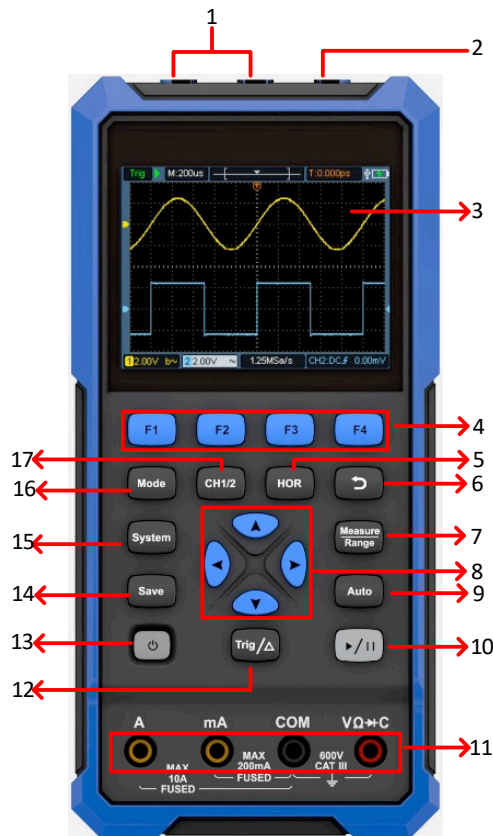 1
2
Trig M:200us T T:0.000ps
3
1 2.00V b~ 2 2.00V ~ 1.25MSa/s CH2:DC 0.00mV
F1 F2 F3 F4 4
17 5
16 Mode CH1/2 HOR 6
15 System Measure 7
Range
8
14 Save Auto 9
13 Trig/△ ▶/II 10
12
A mA COM VΩC
11
MAX MAX 600V
10A 200mA CAT III
FUSED FUSED